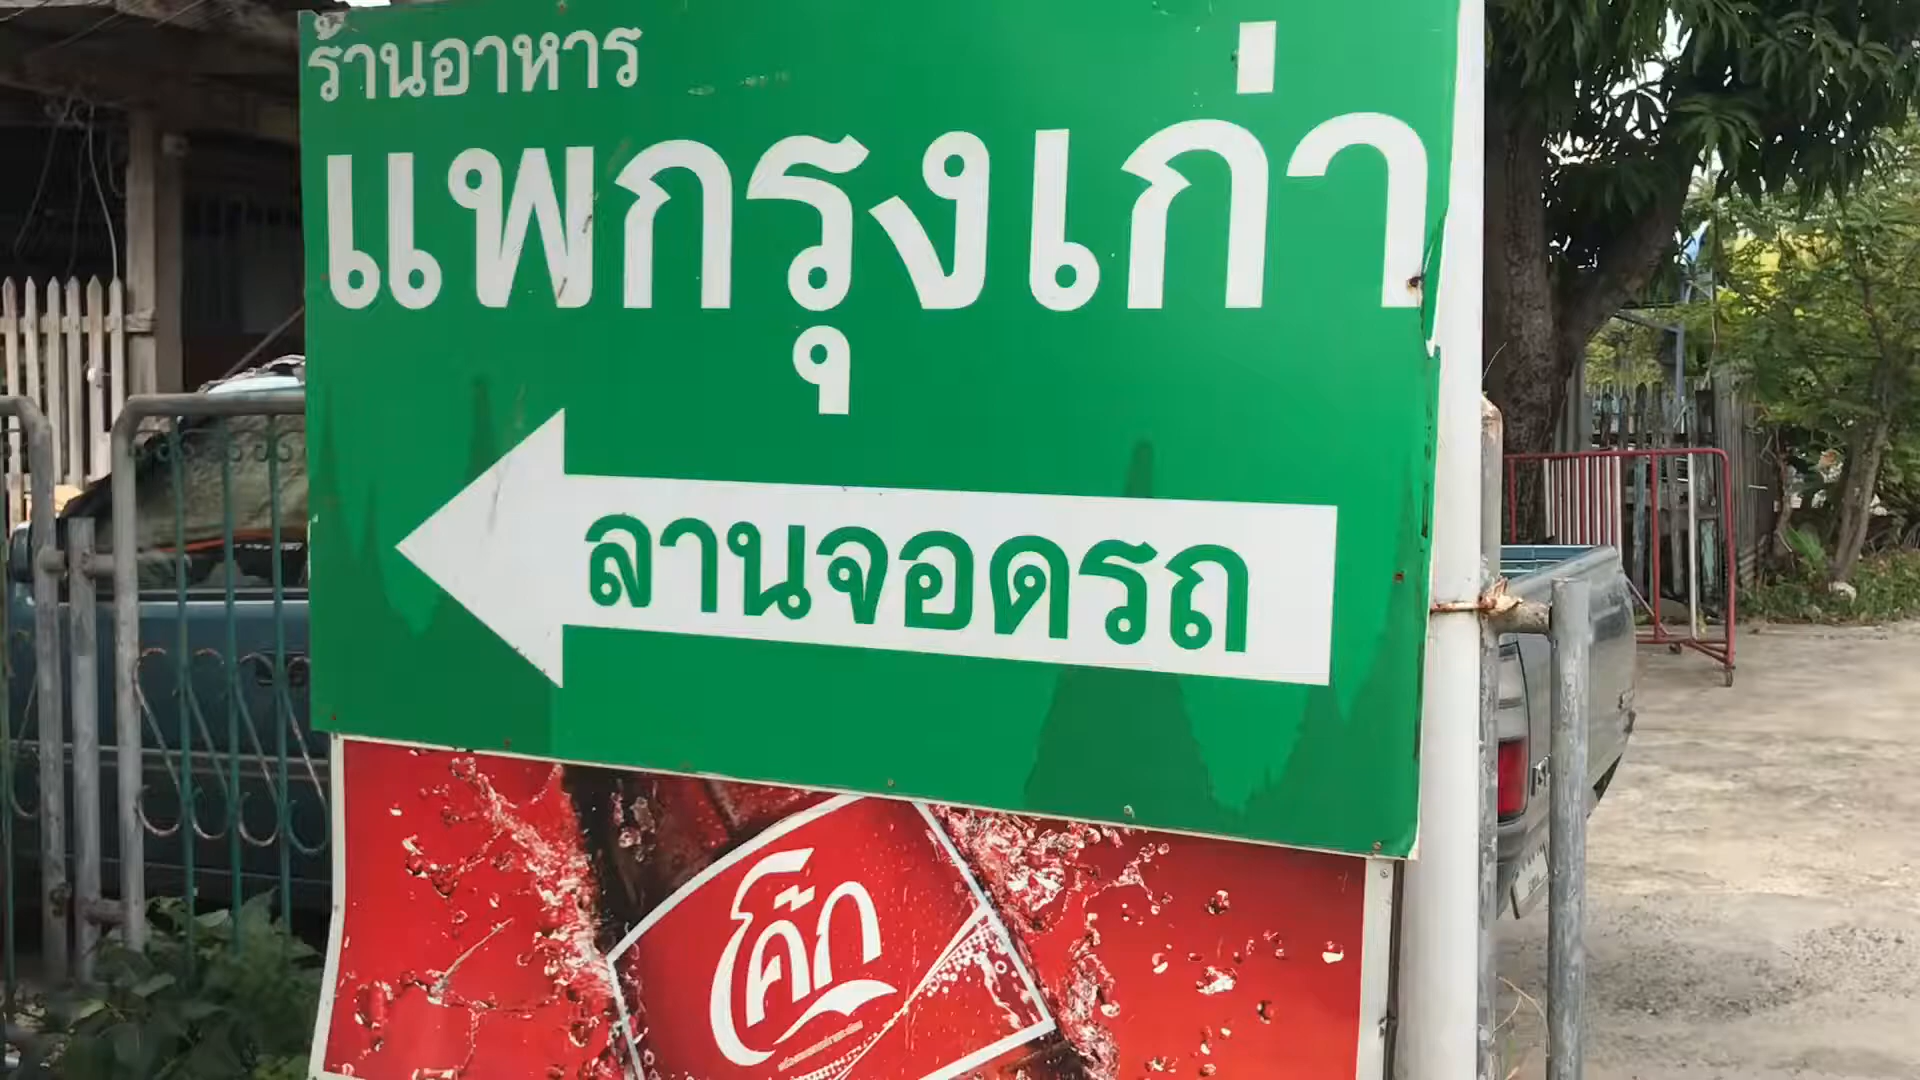 ร้านอาหาร
แพกรุงเก่า
ลานจอดรถ
โค้ก